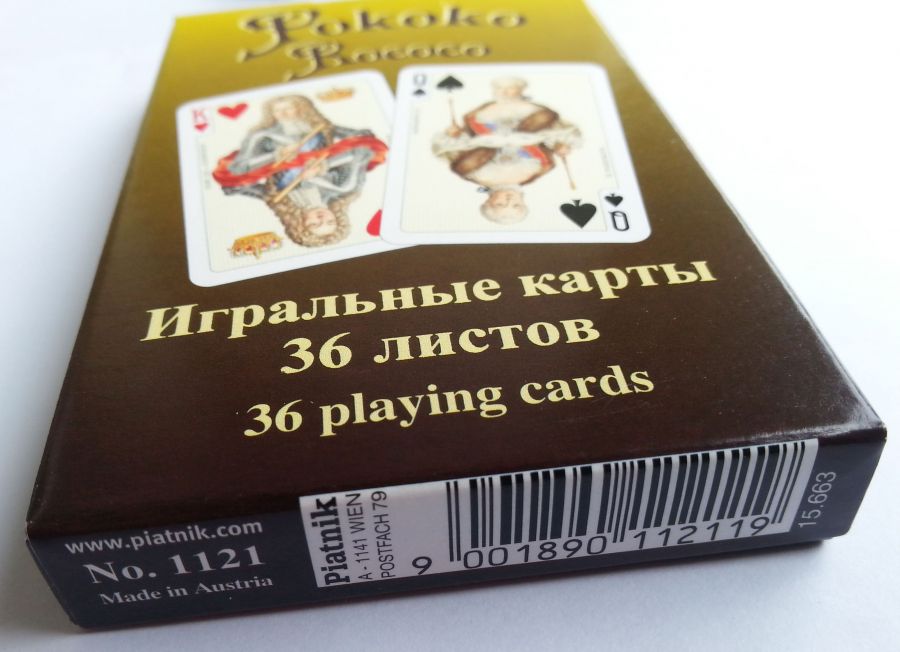 Рококо
Rococo
K
Q
Q
Игральные карты
36 листов
36 playing cards
www.piatnik.com
No. 1121
Made in Austria
Piatnik
A - 1141 WIEN
POSTFACH 79
9 001890 112119
15.663